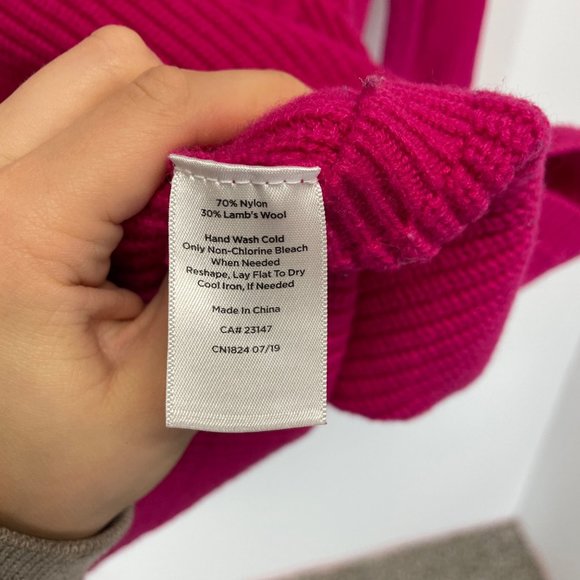 70% Nylon
30% Lamb's Wool
Hand Wash Cold
Only Non-Chlorine Bleach
When Needed
Reshape, Lay Flat To Dry
Cool Iron, If Needed
Made In China
CA# 23147
CN1824 07/19